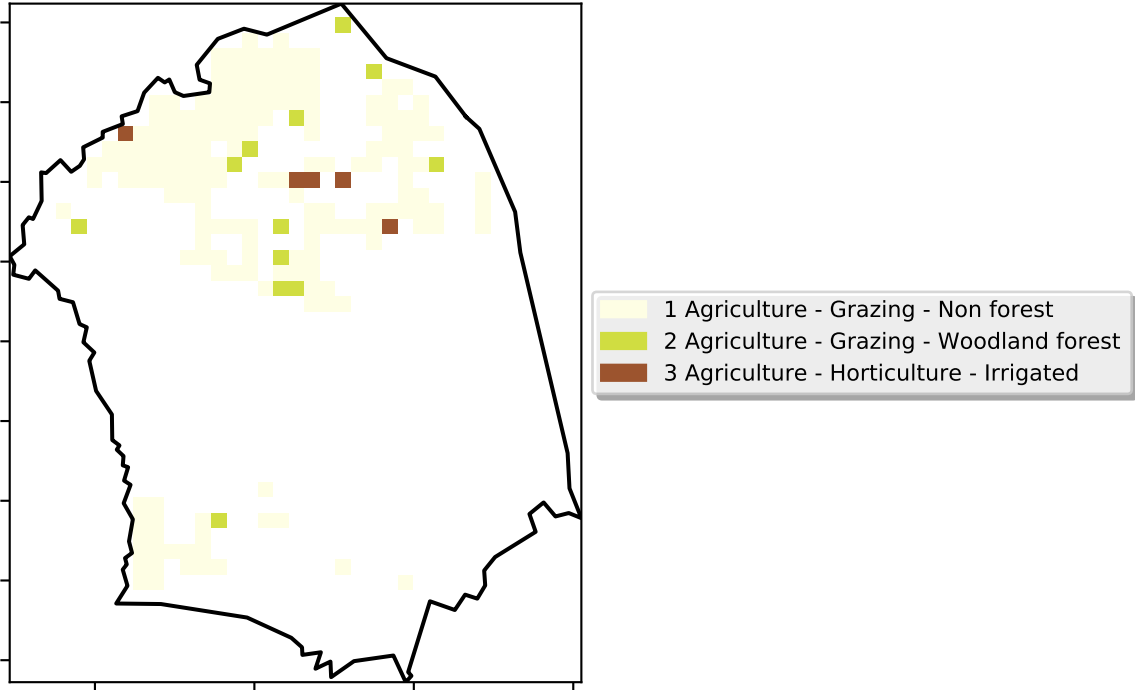 1 Agriculture - Grazing - Non forest
2 Agriculture - Grazing - Woodland forest
3 Agriculture - Horticulture - Irrigated